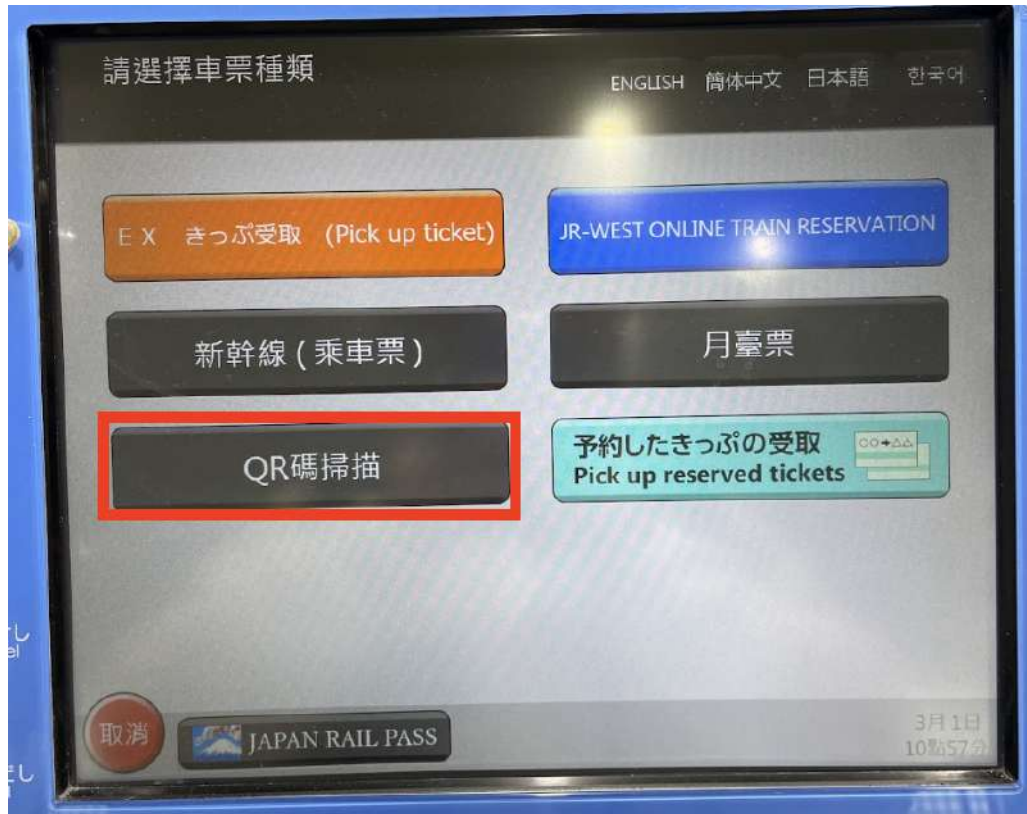 請選擇車票種類
ENGLISH 簡体中文 日本語 한국어
EX きっぷ受取 (Pick up ticket)
JR-WEST ONLINE TRAIN RESERVATION
新幹線(乘車票)
月臺票
QR碼掃描
予約したきっぷの受取
Pick up reserved tickets
取消
JAPAN RAIL PASS
3月1日
10點57分